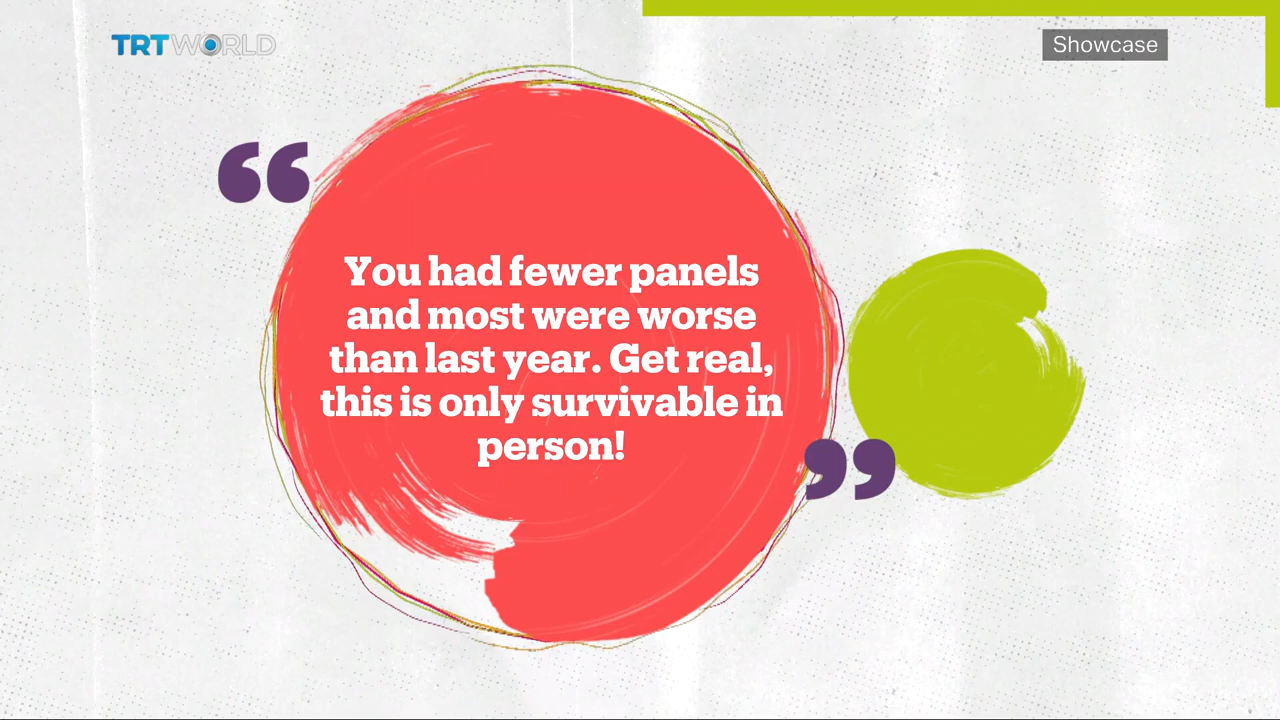 TRT WORLD
Showcase
“
You had fewer panels
and most were worse
than last year. Get real,
this is only survivable in
person!
”